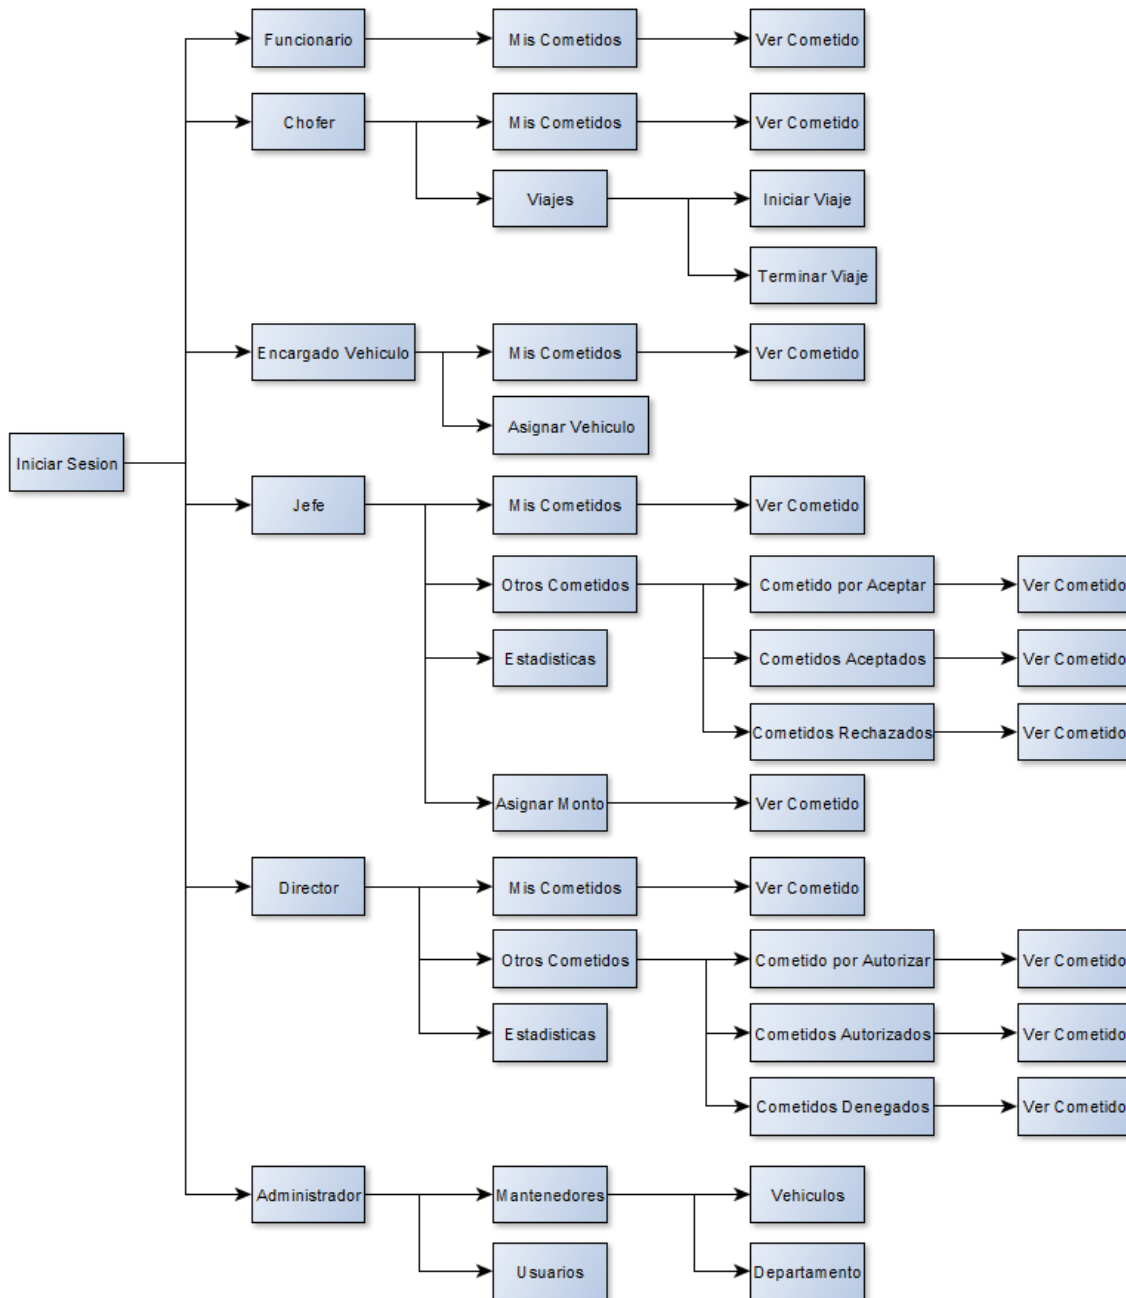 Funcionario
Mis Cometidos
Ver Cometido
Chofer
Mis Cometidos
Ver Cometido
Viajes
Iniciar Viaje
Terminar Viaje
Encargado Vehiculo
Mis Cometidos
Ver Cometido
Asignar Vehiculo
Iniciar Sesion
Jefe
Mis Cometidos
Ver Cometido
Otros Cometidos
Cometido por Aceptar
Ver Cometido
Estadisticas
Cometidos Aceptados
Ver Cometido
Cometidos Rechazados
Ver Cometido
Asignar Monto
Ver Cometido
Director
Mis Cometidos
Ver Cometido
Otros Cometidos
Cometido por Autorizar
Ver Cometido
Estadisticas
Cometidos Autorizados
Ver Cometido
Cometidos Denegados
Ver Cometido
Administrador
Mantenedores
Vehiculos
Usuarios
Departamento